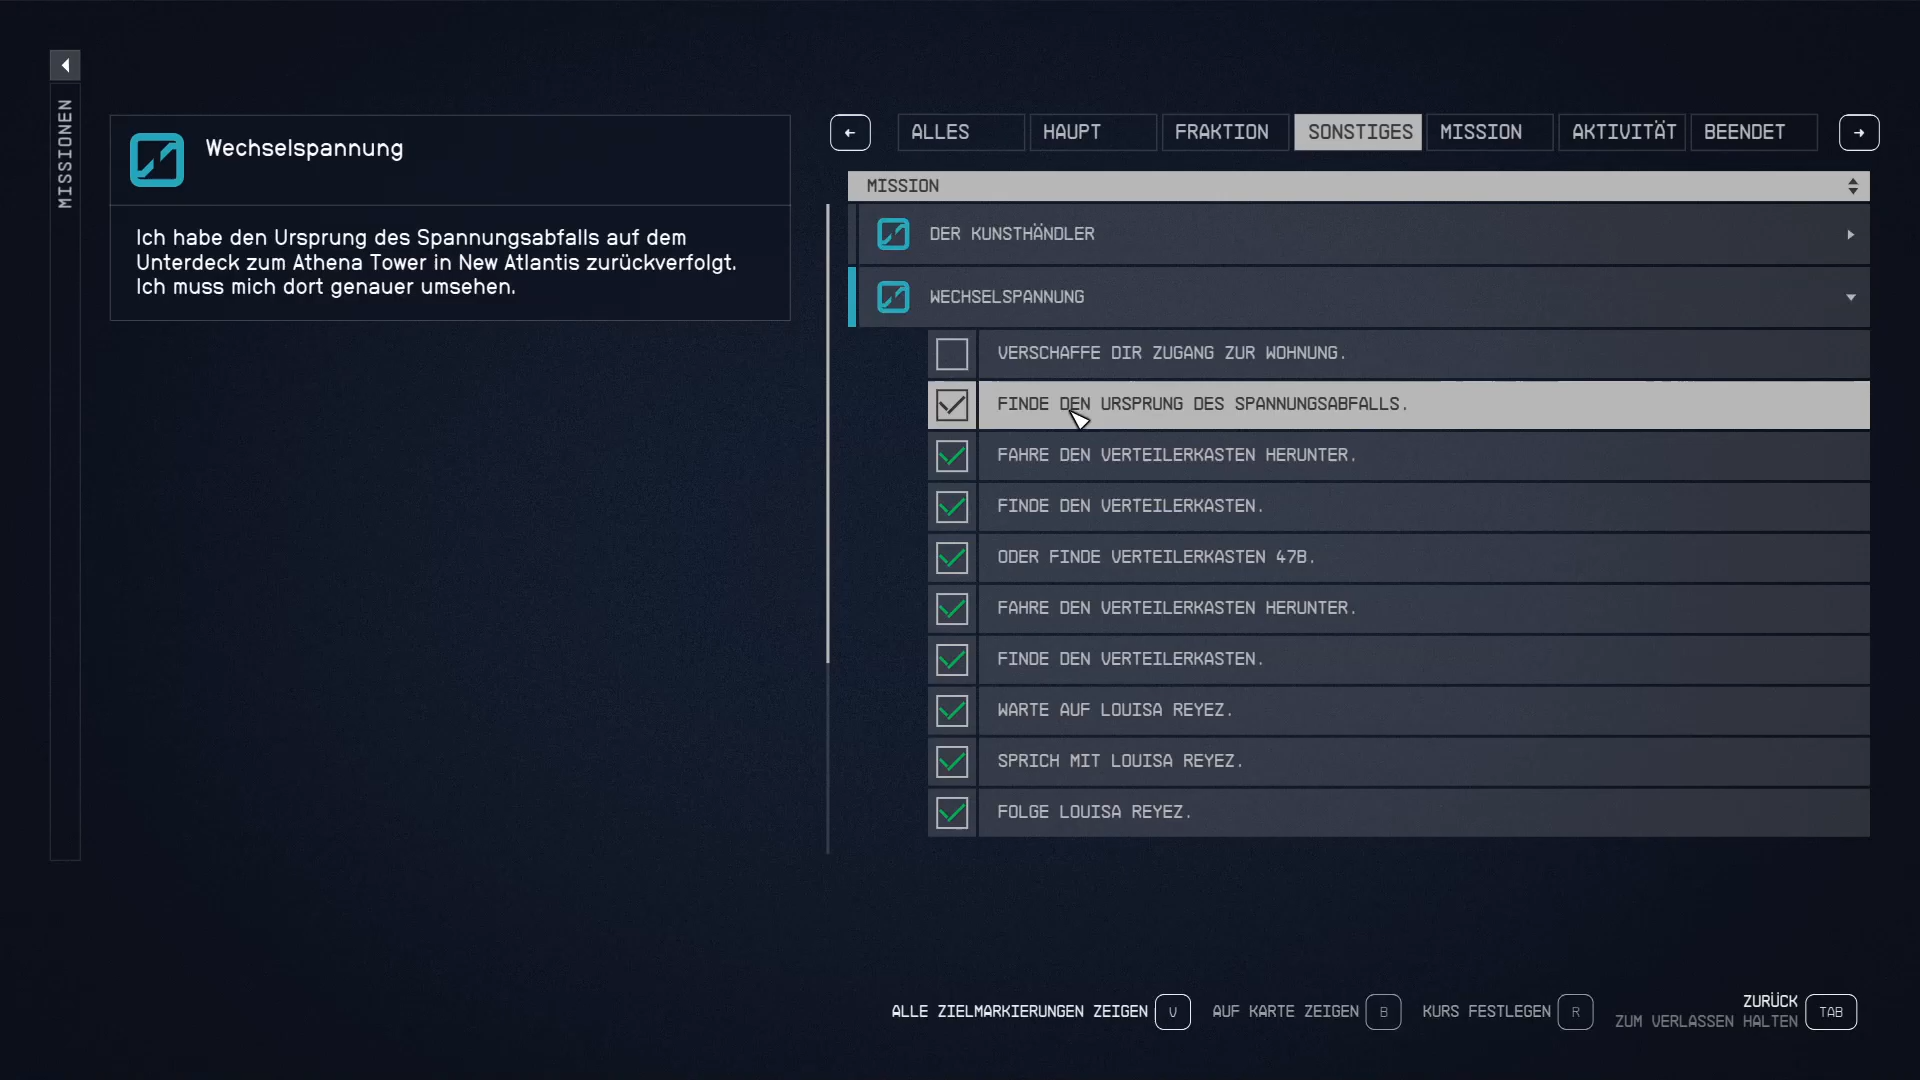 MISSIONEN
Wechselspannung
Ich habe den Ursprung des Spannungsabfalls auf dem
Unterdeck zum Athena Tower in New Atlantis zurückverfolgt.
Ich muss mich dort genauer umsehen.
ALLES HAUPT FRAKTION SONSTIGES MISSION AKTIVITÄT BEENDET
MISSION
DER KUNSTHÄNDLER
WECHSELSPANNUNG
VERSCHAFFE DIR ZUGANG ZUR WOHNUNG.
FINDE DEN URSPRUNG DES SPANNUNGSABFALLS.
FAHRE DEN VERTEILERKASTEN HERUNTER.
FINDE DEN VERTEILERKASTEN.
ODER FINDE VERTEILERKASTEN 47B.
FAHRE DEN VERTEILERKASTEN HERUNTER.
FINDE DEN VERTEILERKASTEN.
WARTE AUF LOUISA REYEZ.
SPRICH MIT LOUISA REYEZ.
FOLGE LOUISA REYEZ.
ALLE ZIELMARKIERUNGEN ZEIGEN V AUF KARTE ZEIGEN B KURS FESTLEGEN R
ZURÜCK
ZUM VERLASSEN HALTEN TAB